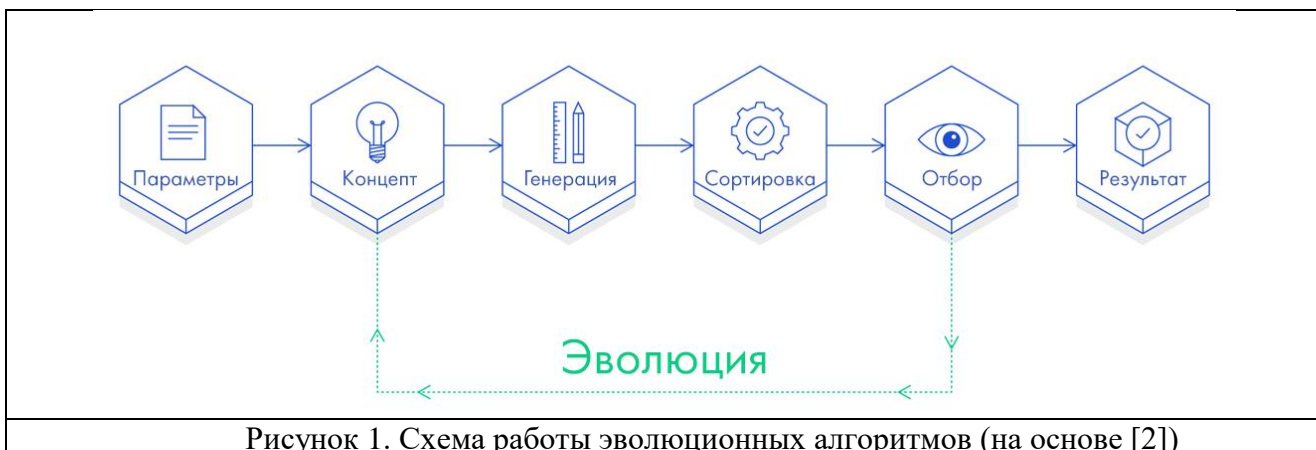 Параметры
Концепт
Генерация
Сортировка
Отбор
Результат
Эволюция
Рисунок 1. Схема работы эволюционных алгоритмов (на основе [2])